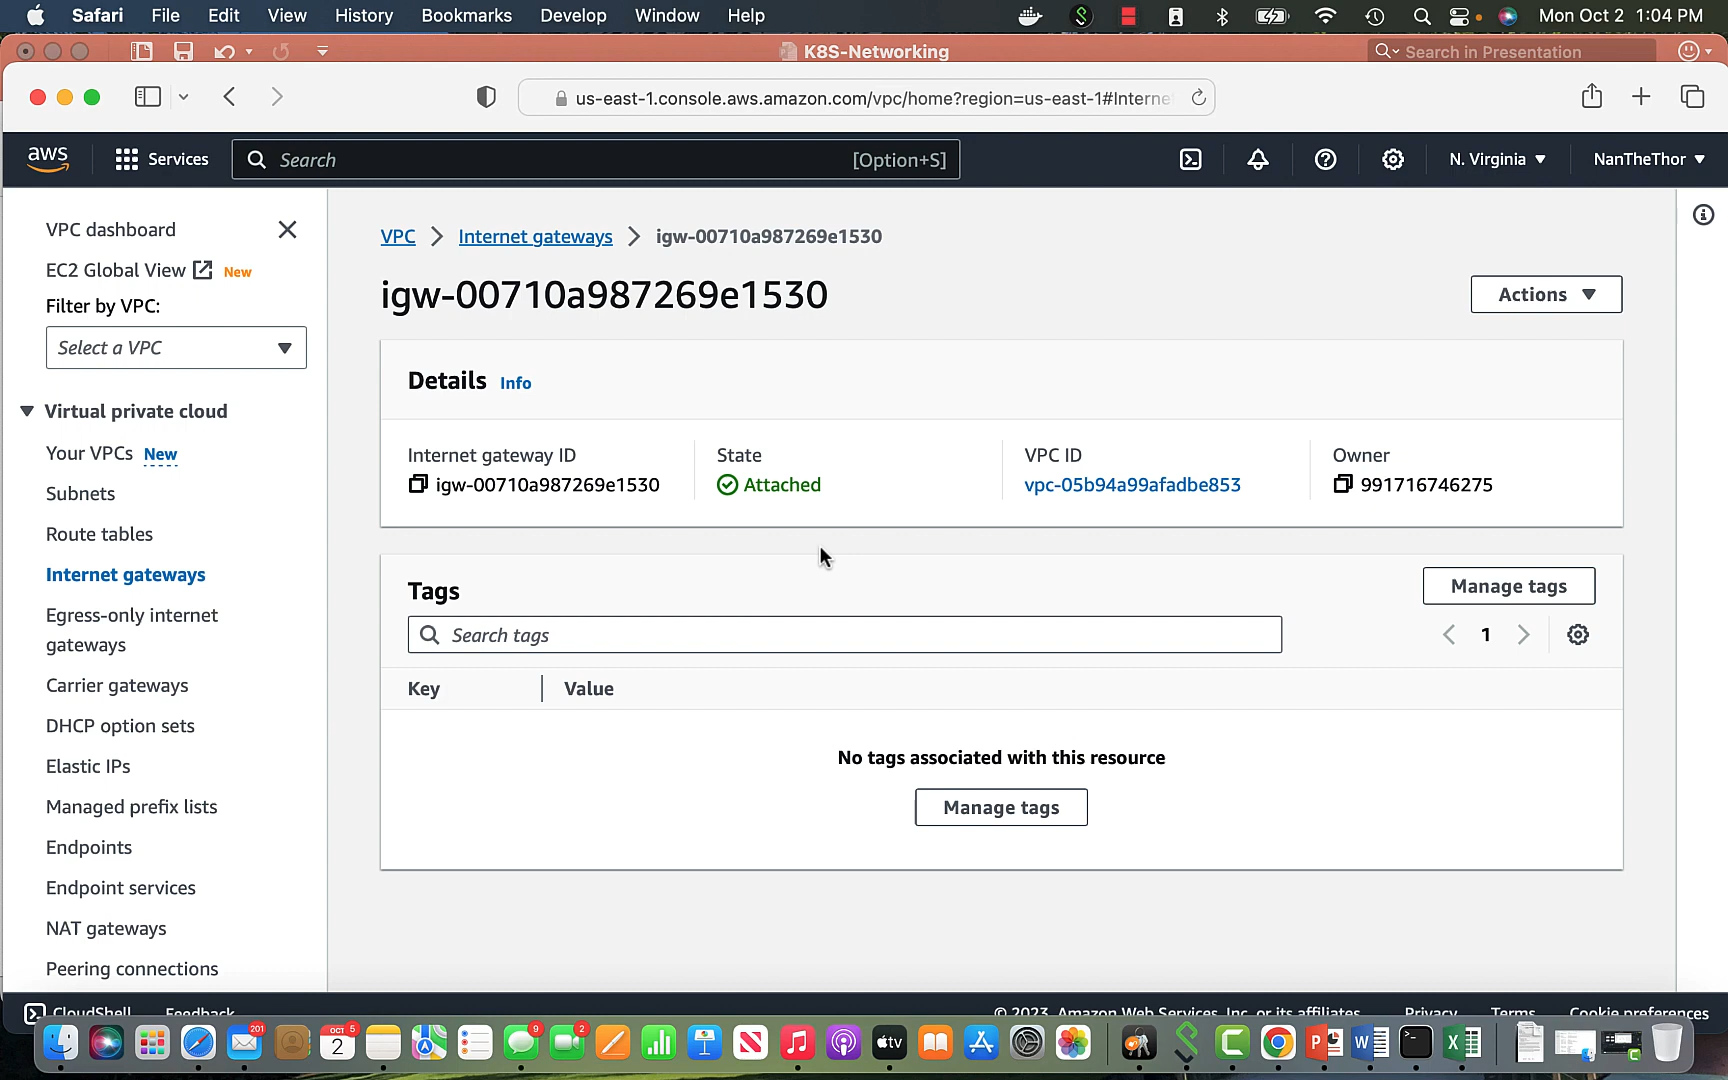 Safari File Edit View History Bookmarks Develop Window Help Mon Oct 2 1:04 PM
K8S-Networking
Search in Presentation
us-east-1.console.aws.amazon.com/vpc/home?region=us-east-1#Interne
aws Services Search [Option+S] N. Virginia NanTheThor
VPC dashboard
EC2 Global View New
Filter by VPC:
Select a VPC
Virtual private cloud
Your VPCs New
Subnets
Route tables
Internet gateways
Egress-only internet
gateways
Carrier gateways
DHCP option sets
Elastic IPs
Managed prefix lists
Endpoints
Endpoint services
NAT gateways
Peering connections
VPC Internet gateways igw-00710a987269e1530
igw-00710a987269e1530
Actions
Details Info
Internet gateway ID
igw-00710a987269e1530
State
Attached
VPC ID
vpc-05b94a99afadbe853
Owner
991716746275
Tags
Manage tags
Search tags
1
Key Value
No tags associated with this resource
Manage tags
CloudShell Feedback © 2023, Amazon Web Services, Inc. or its affiliates. Privacy Terms Cookie preferences
201
OCT
2
5
9
2
tv